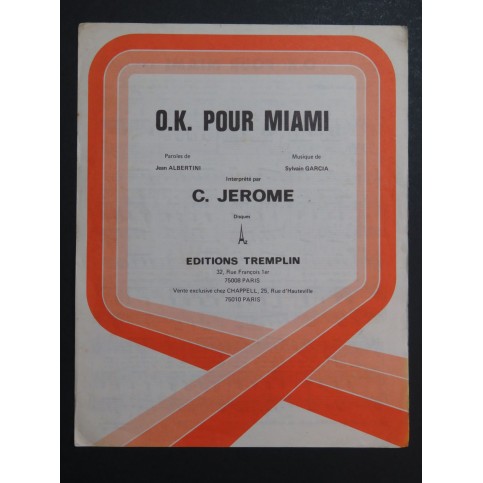 O.K. POUR MIAMI
Paroles de
Jean ALBERTINI
Musique de
Sylvain GARCIA
Interprété par
C. JEROME
Disques
Az
EDITIONS TREMPLIN
32, Rue François 1er
75008 PARIS
Vente exclusive chez CHAPPELL, 25, Rue d'Hauteville
75010 PARIS